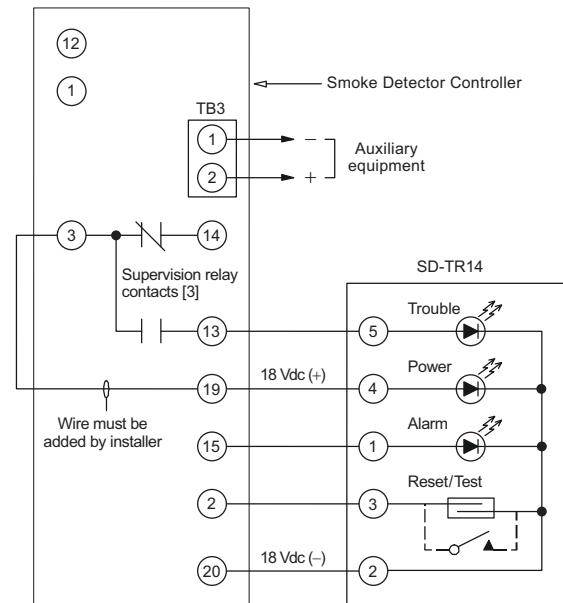 12
1
Smoke Detector Controller
TB3
1
−
Auxiliary
equipment
2
+
3
14
SD-TR14
Supervision relay
contacts [3]
Trouble
13
5
Power
18 Vdc (+)
19
4
Wire must be
added by installer
Alarm
15
1
Reset/Test
2
3
18 Vdc (−)
20
2